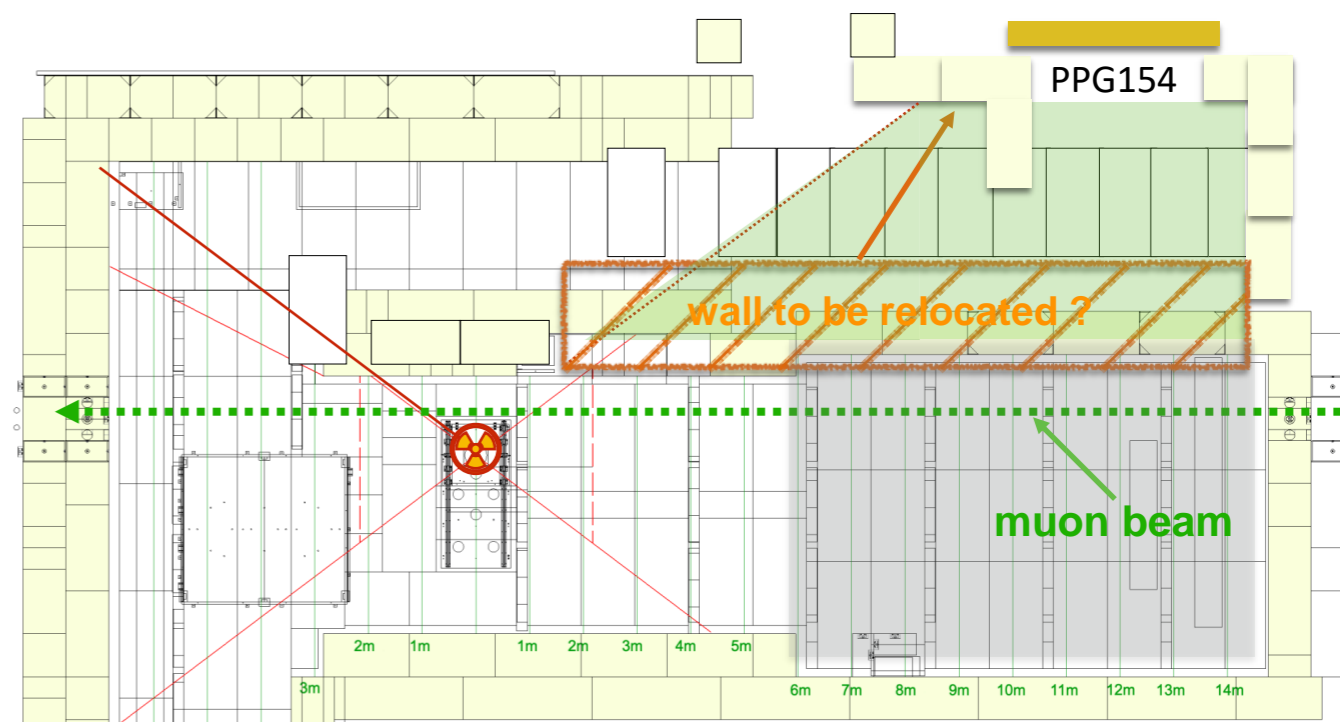 PPG154
wall to be relocated ?
muon beam
2m 1m 1m 2m 3m 4m 5m
3m 6m 7m 8m 9m 10m 11m 12m 13m 14m